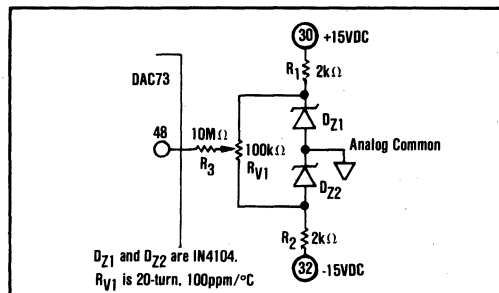 30 +15VDC
R1 2kΩ
DAC73
DZ1
48
10MΩ
100kΩ
Analog Common
R3
RV1
DZ2
R2 2kΩ
DZ1 and DZ2 are IN4104.
RV1 is 20-turn, 100ppm/°C
32 -15VDC